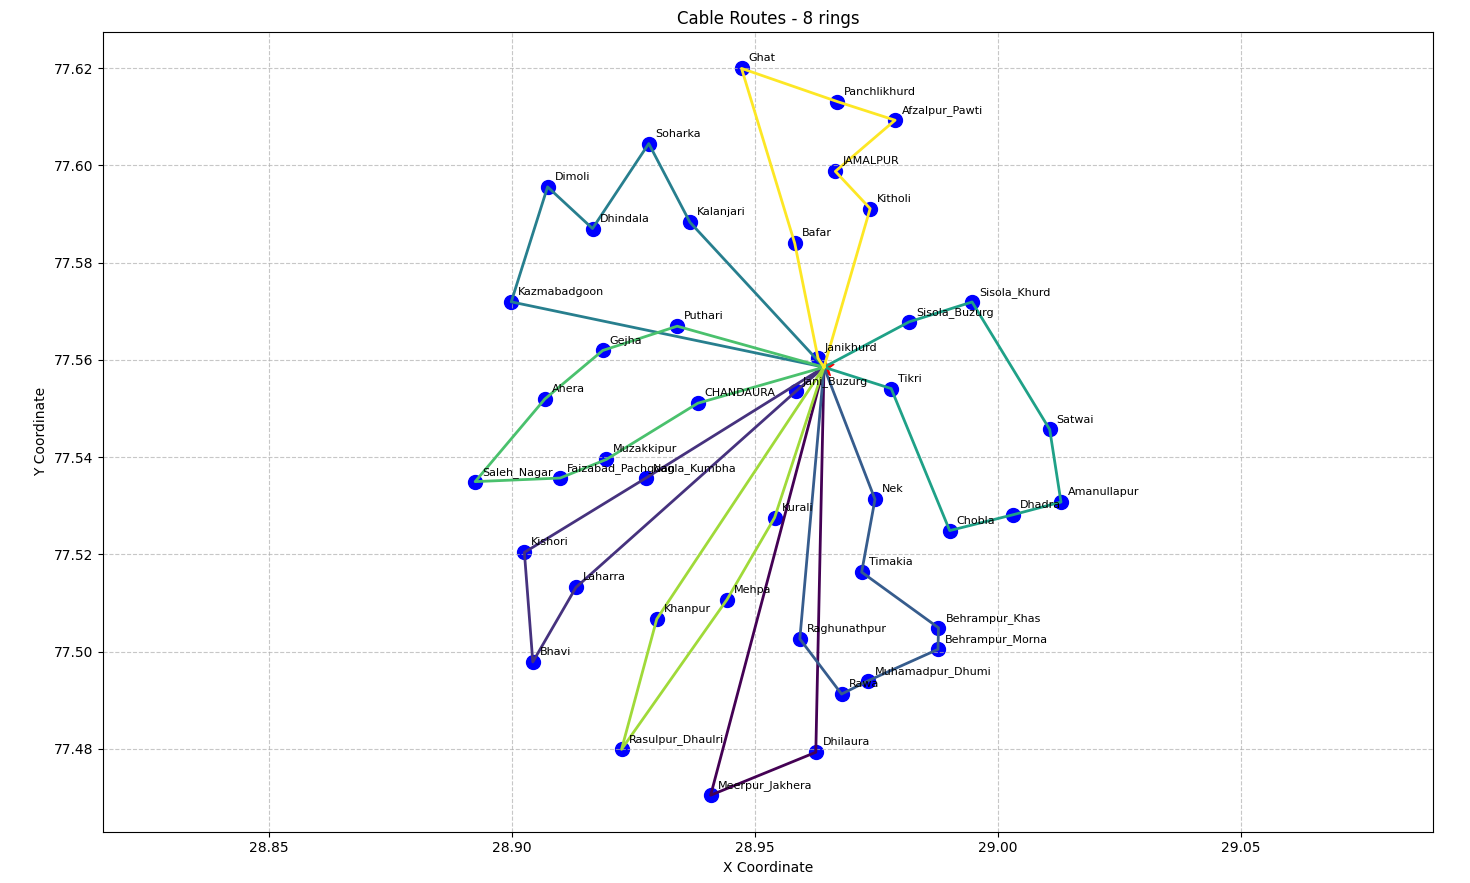 Cable Routes - 8 rings
Y Coordinate
77.62
77.60
77.58
77.56
77.54
77.52
77.50
77.48
Ghat
Panchlikhurd
Afzalpur_Pawti
Soharka
JAMALPUR
Dimoli
Kitholi
Dhindala
Kalanjari
Bafar
Kazmabadgoon
Sisola_Khurd
Puthari
Sisola_Buzurg
Gejha
Janikhurd
Tikri
Jani_Buzurg
Ahera
CHANDAURA
Satwai
Muzakkipur
Saleh_Nagar
Faizabad_Pachgoan
Nagla_Kumbha
Nek
Amanullapur
Dhadra
Kurali
Chobla
Kishori
Timakia
Laharra
Mehpa
Khanpur
Behrampur_Khas
Raghunathpur
Behrampur_Morna
Bhavi
Muhamadpur_Dhumi
Rawa
Rasulpur_Dhaulri
Dhilaura
Meerpur_Jakhera
28.85
28.90
28.95
29.00
29.05
X Coordinate